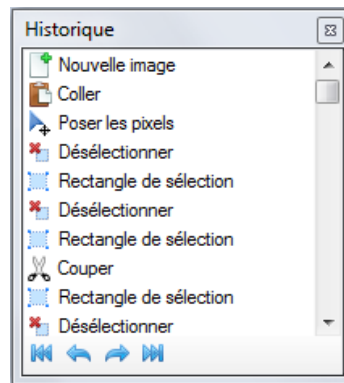 Historique
Nouvelle image
Coller
Poser les pixels
Désélectionner
Rectangle de sélection
Désélectionner
Rectangle de sélection
Couper
Rectangle de sélection
Désélectionner